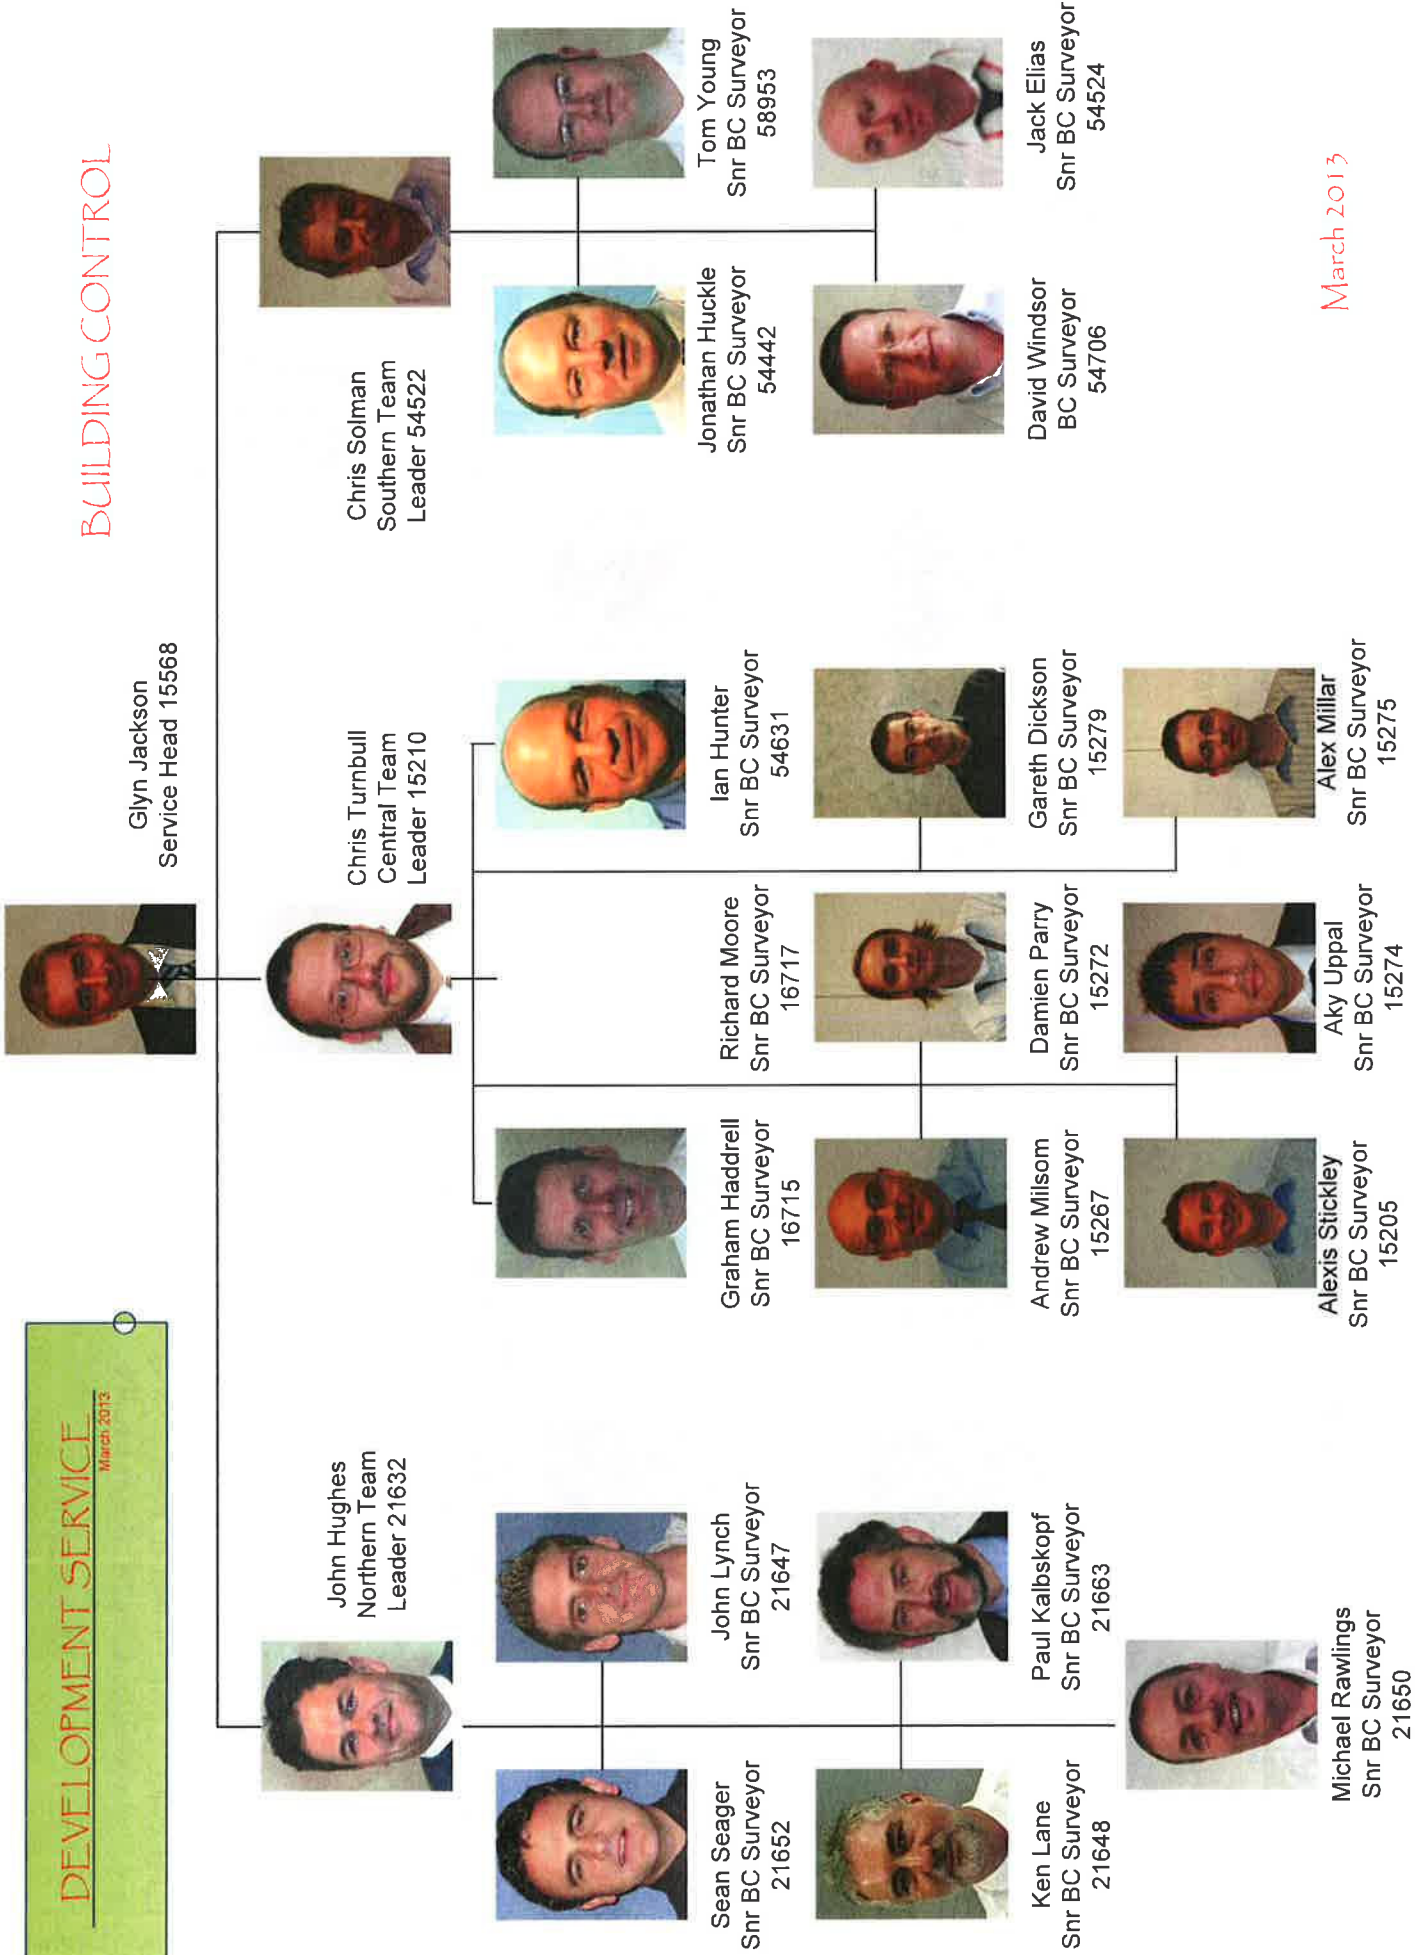 DEVELOPMENT SERVICE
March 2013
BUILDING CONTROL
Glyn Jackson
Service Head 15568
John Hughes
Northern Team
Leader 21632
Chris Turnbull
Central Team
Leader 15210
Chris Solman
Southern Team
Leader 54522
Sean Seager
Snr BC Surveyor
21652
John Lynch
Snr BC Surveyor
21647
Graham Haddrell
Snr BC Surveyor
16715
Richard Moore
Snr BC Surveyor
16717
Ian Hunter
Snr BC Surveyor
54631
Jonathan Huckle
Snr BC Surveyor
54442
Tom Young
Snr BC Surveyor
58953
Ken Lane
Snr BC Surveyor
21648
Paul Kalbskopf
Snr BC Surveyor
21663
Andrew Milsom
Snr BC Surveyor
15267
Damien Parry
Snr BC Surveyor
15272
Gareth Dickson
Snr BC Surveyor
15279
David Windsor
BC Surveyor
54706
Jack Elias
Snr BC Surveyor
54524
Michael Rawlings
Snr BC Surveyor
21650
Alexis Stickley
Snr BC Surveyor
15205
Aky Uppal
Snr BC Surveyor
15274
Alex Millar
Snr BC Surveyor
15275
March 2013